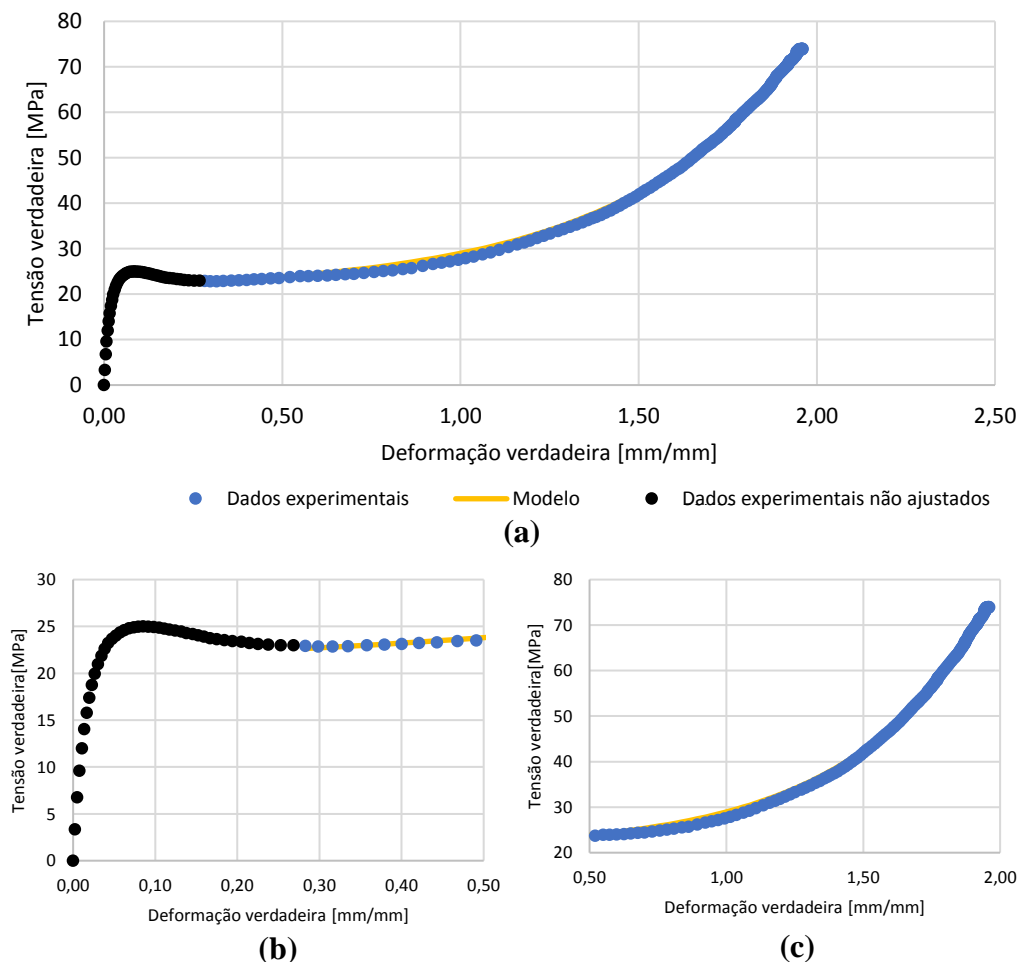 80
70
60
50
40
30
20
10
0
Tensão verdadeira [MPa]
0,00 0,50 1,00 1,50 2,00 2,50
Deformação verdadeira [mm/mm]
Dados experimentais Modelo Dados experimentais não ajustados
(a)
30
25
20
15
10
5
0
Tensão verdadeira[MPa]
0,00 0,10 0,20 0,30 0,40 0,50
Deformação verdadeira [mm/mm]
(b)
80
70
60
50
40
30
20
Tensão verdadeira[MPa]
0,50 1,00 1,50 2,00
Deformação verdadeira [mm/mm]
(c)